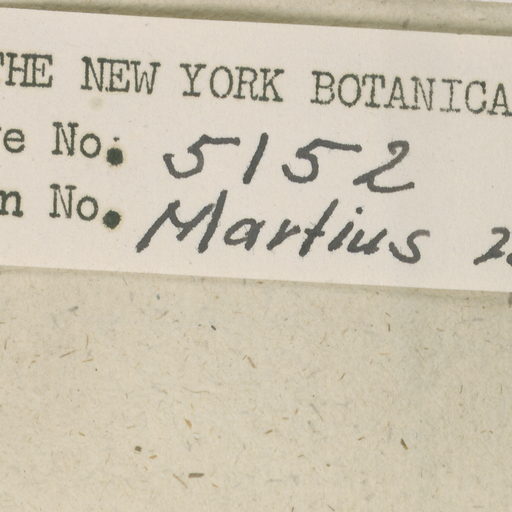 THE NEW YORK BOTANICA
e No. 5152
n No. Martius